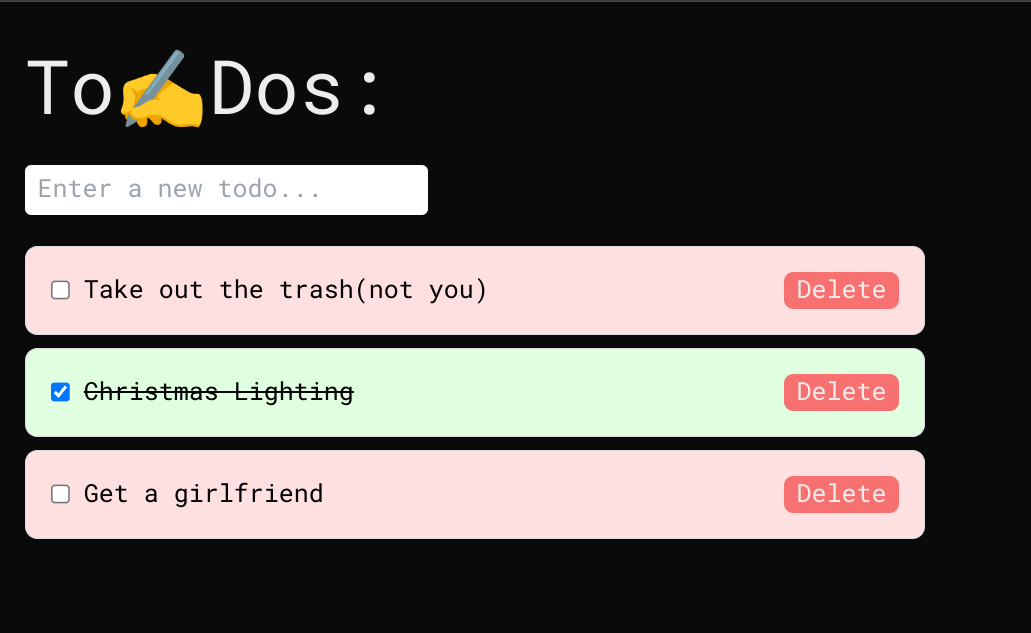 To✍️Dos:
Enter a new todo...
Take out the trash(not you) Delete
Christmas Lighting Delete
Get a girlfriend Delete